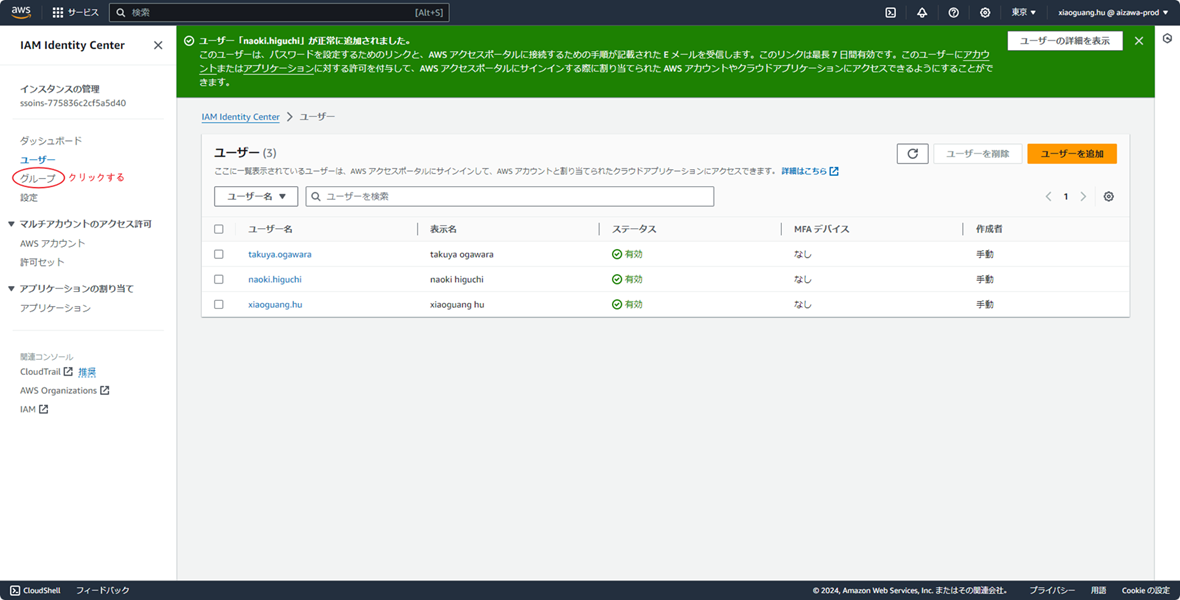 aws サービス 検索 [Alt+S] 東京 ▼ xiaoguang.hu @ aizawa-prod ▼
IAM Identity Center
インスタンスの管理
ssoins-775836c2cf5a5d40
ダッシュボード
ユーザー
グループ クリックする
設定
▼ マルチアカウントのアクセス許可
AWS アカウント
許可セット
▼ アプリケーションの割り当て
アプリケーション
関連コンソール
CloudTrail 推奨
AWS Organizations
IAM
ユーザー「naoki.higuchi」が正常に追加されました。
このユーザーは、パスワードを設定するためのリンクと、AWS アクセスポータルに接続するための手順が記載された E メールを受信します。このリンクは最長 7 日間有効です。このユーザーにアカウ
ントまたはアプリケーションに対する許可を付与して、AWS アクセスポータルにサインインする際に割り当てられた AWS アカウントやクラウドアプリケーションにアクセスできるようにすることがで
きます。
ユーザーの詳細を表示
IAM Identity Center > ユーザー
ユーザー (3)
ユーザーを削除 ユーザーを追加
ここに一覧表示されているユーザーは、AWS アクセスポータルにサインインして、AWS アカウントと割り当てられたクラウドアプリケーションにアクセスできます。 詳細はこちら
ユーザー名 ▼ ユーザーを検索 < 1 >
ユーザー名 表示名 ステータス MFA デバイス 作成者
takuya.ogawara takuya ogawara 有効 なし 手動
naoki.higuchi naoki higuchi 有効 なし 手動
xiaoguang.hu xiaoguang hu 有効 なし 手動
CloudShell フィードバック © 2024, Amazon Web Services, Inc. またはその関連会社。 プライバシー 用語 Cookie の設定